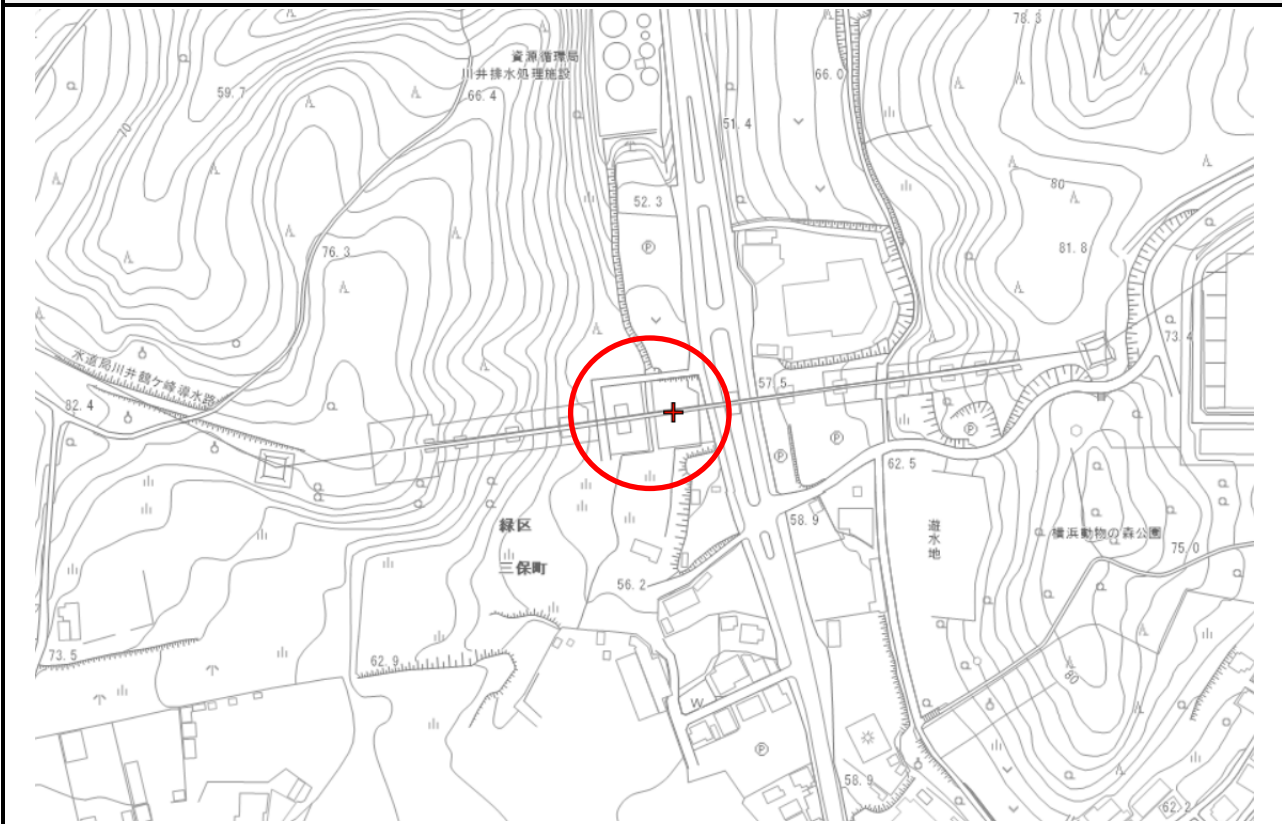 78.3
資源循環局
川井排水処理施設
66.0
59.7
66.4
51.4
70
80
52.3
P
76.3
81.8
73.4
水道局川井鶴ケ峰導水路
57.5
82.4
P
P
P
62.5
緑区
58.9
遊水地
横浜動物の森公園
75.0
三保町
56.2
73.5
62.9
80
W
P
58.9
62.2